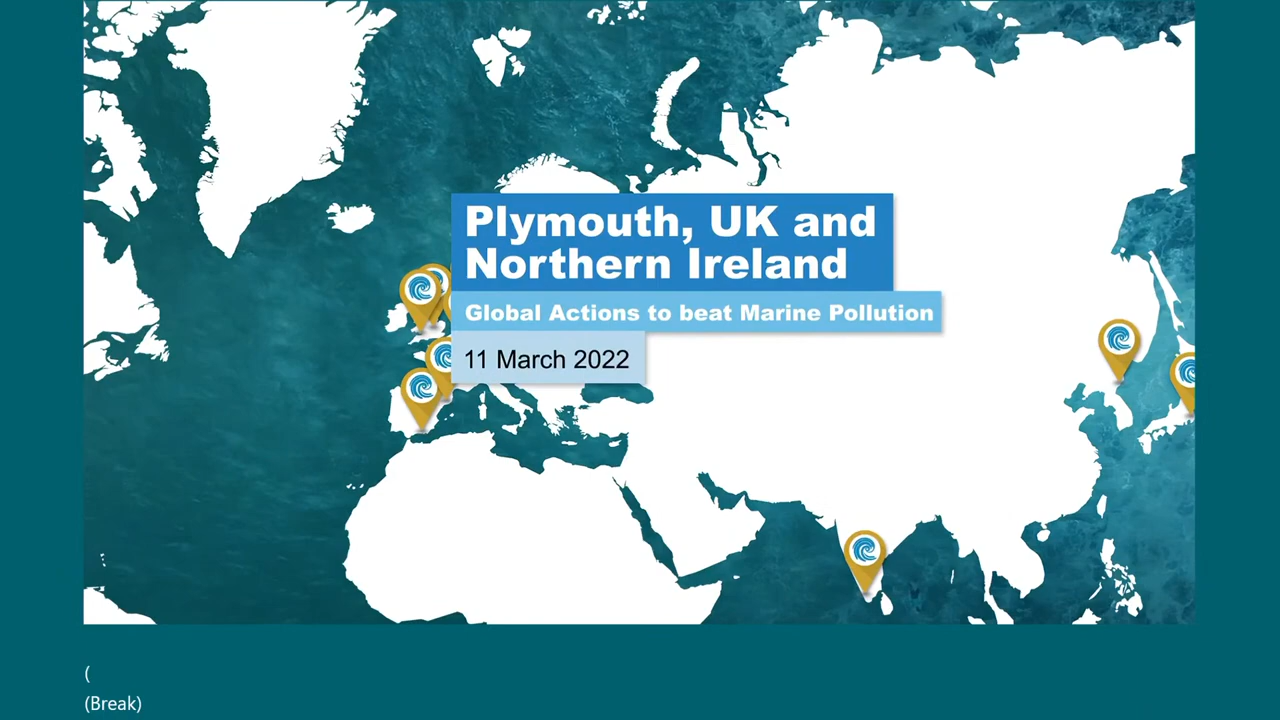 Plymouth, UK and
Northern Ireland
Global Actions to beat Marine Pollution
11 March 2022
(
(Break)